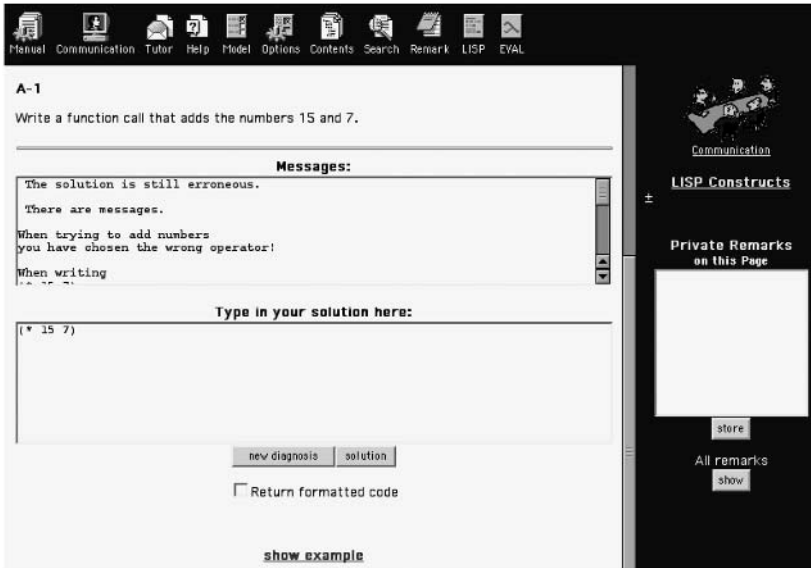 Manual Communication Tutor Help Model Options Contents Search Remark LISP EVAL
A-1
Write a function call that adds the numbers 15 and 7.
Messages:
The solution is still erroneous.
There are messages.
When trying to add numbers
you have chosen the wrong operator!
When writing
(* 15 7)
Type in your solution here:
(* 15 7)
new diagnosis solution
Return formatted code
show example
Communication
LISP Constructs
±
Private Remarks
on this Page
store
All remarks
show